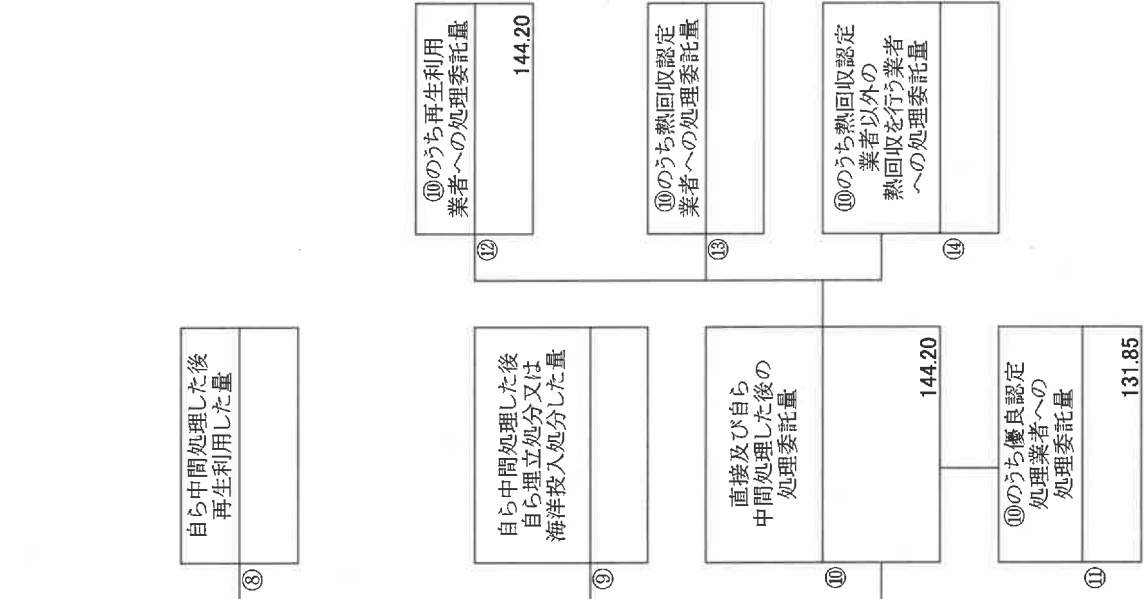 ⑧
自ら中間処理した後
再生利用した量
⑨
自ら中間処理した後
自ら埋立処分又は
海洋投入処分した量
⑩
直接及び自ら
中間処理した後の
処理委託量
144.20
⑪
⑩のうち優良認定
処理業者への
処理委託量
131.85
⑫
⑩のうち再生利用
業者への処理委託量
144.20
⑬
⑩のうち熱回収認定
業者への処理委託量
⑭
⑩のうち熱回収認定
業者以外の
熱回収を行う業者
への処理委託量